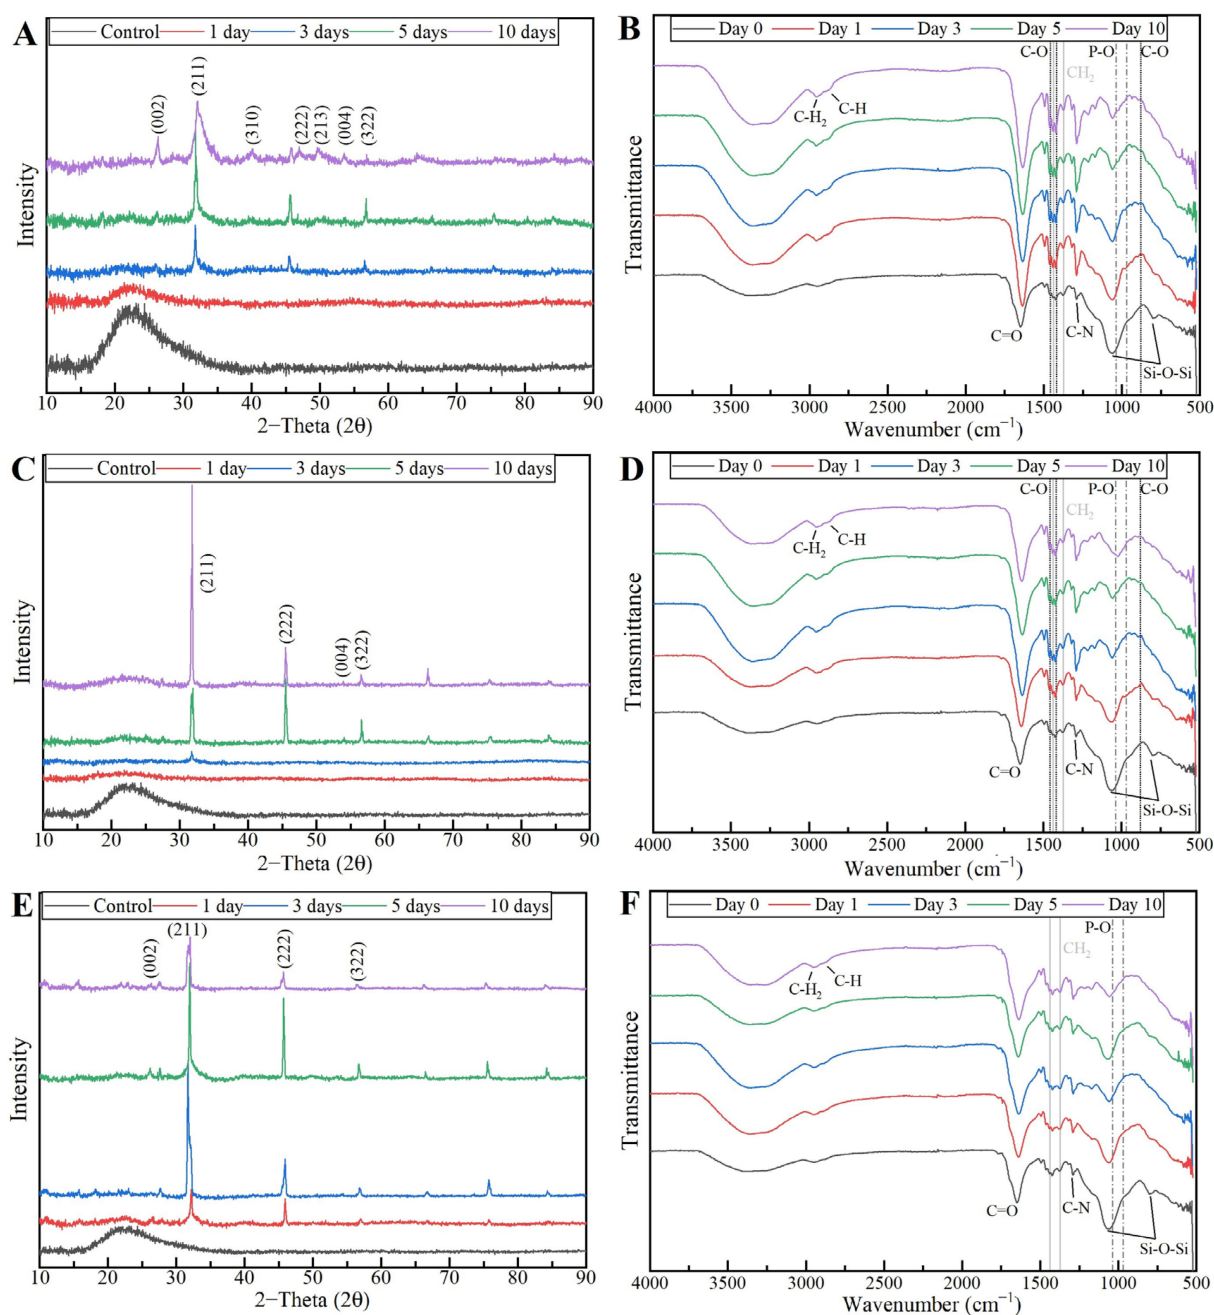 A
Control 1 day 3 days 5 days 10 days
(002) (211) (310) (222) (213) (004) (322)
Intensity
10 20 30 40 50 60 70 80 90
2−Theta (2θ)
B
Day 0 Day 1 Day 3 Day 5 Day 10
C-O P-O C-O
CH₂
C-H₂ C-H
C=O C-N Si-O-Si
Transmittance
4000 3500 3000 2500 2000 1500 1000 500
Wavenumber (cm⁻¹)
C
Control 1 day 3 days 5 days 10 days
(211) (222) (004) (322)
Intensity
10 20 30 40 50 60 70 80 90
2−Theta (2θ)
D
Day 0 Day 1 Day 3 Day 5 Day 10
C-O P-O C-O
CH₂
C-H₂ C-H
C=O C-N Si-O-Si
Transmittance
4000 3500 3000 2500 2000 1500 1000 500
Wavenumber (cm⁻¹)
E
Control 1 day 3 days 5 days 10 days
(002) (211) (222) (322)
Intensity
10 20 30 40 50 60 70 80 90
2−Theta (2θ)
F
Day 0 Day 1 Day 3 Day 5 Day 10
P-O
CH₂
C-H₂ C-H
C=O C-N Si-O-Si
Transmittance
4000 3500 3000 2500 2000 1500 1000 500
Wavenumber (cm⁻¹)